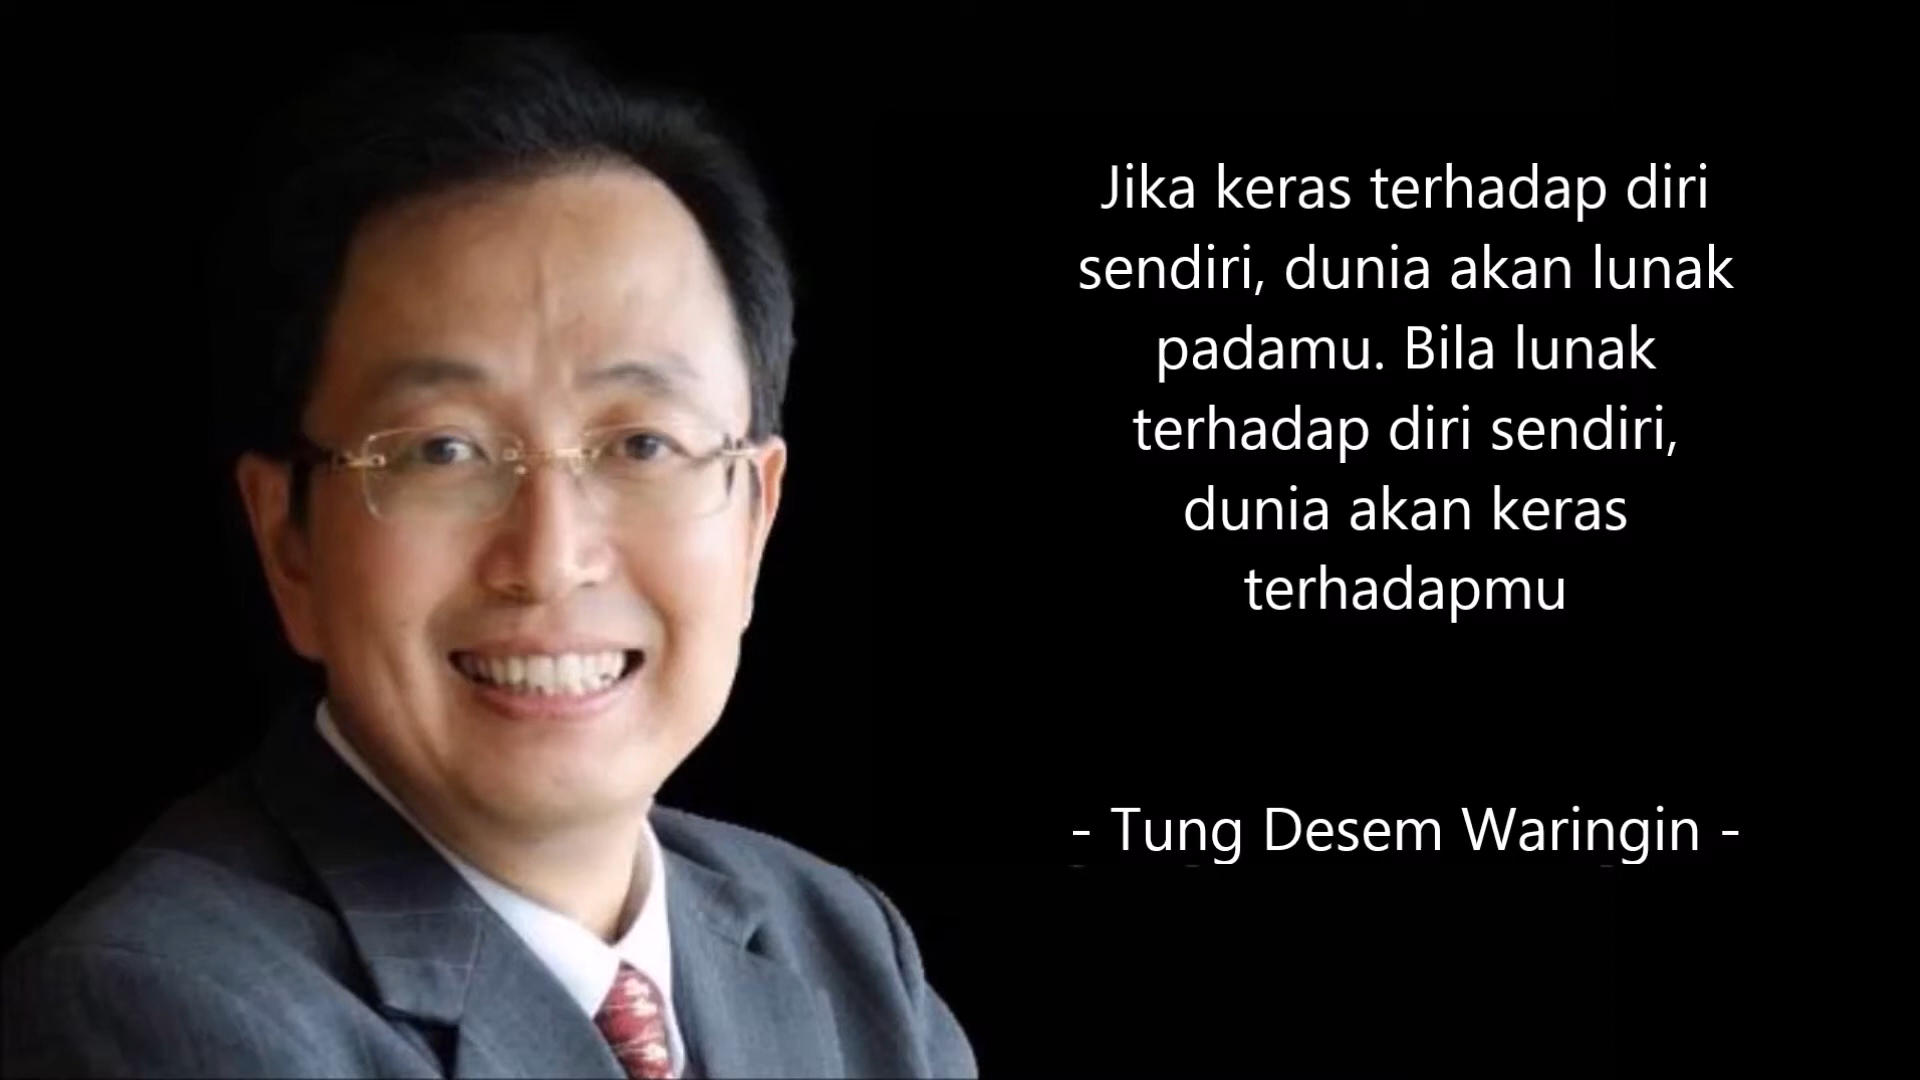 Jika keras terhadap diri
sendiri, dunia akan lunak
padamu. Bila lunak
terhadap diri sendiri,
dunia akan keras
terhadapmu
- Tung Desem Waringin -